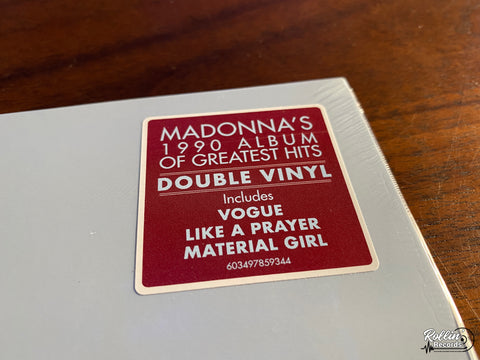 MADONNA'S
1990 ALBUM
OF GREATEST HITS
DOUBLE VINYL
Includes
VOGUE
LIKE A PRAYER
MATERIAL GIRL
603497859344
Rollin'
Records